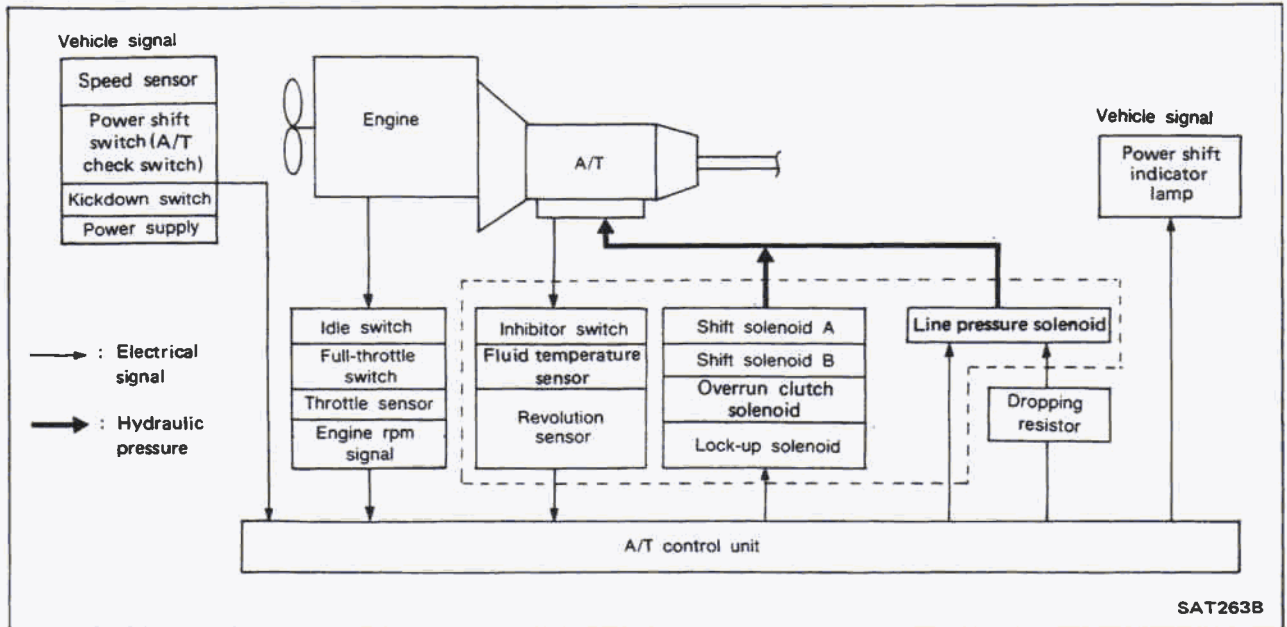 Vehicle signal
Speed sensor
Power shift
switch (A/T
check switch)
Kickdown switch
Power supply
Engine
A/T
Vehicle signal
Power shift
indicator
lamp
: Electrical
signal
: Hydraulic
pressure
Idle switch
Full-throttle
switch
Throttle sensor
Engine rpm
signal
Inhibitor switch
Fluid temperature
sensor
Revolution
sensor
Shift solenoid A
Shift solenoid B
Overrun clutch
solenoid
Lock-up solenoid
Line pressure solenoid
Dropping
resistor
A/T control unit
SAT263B